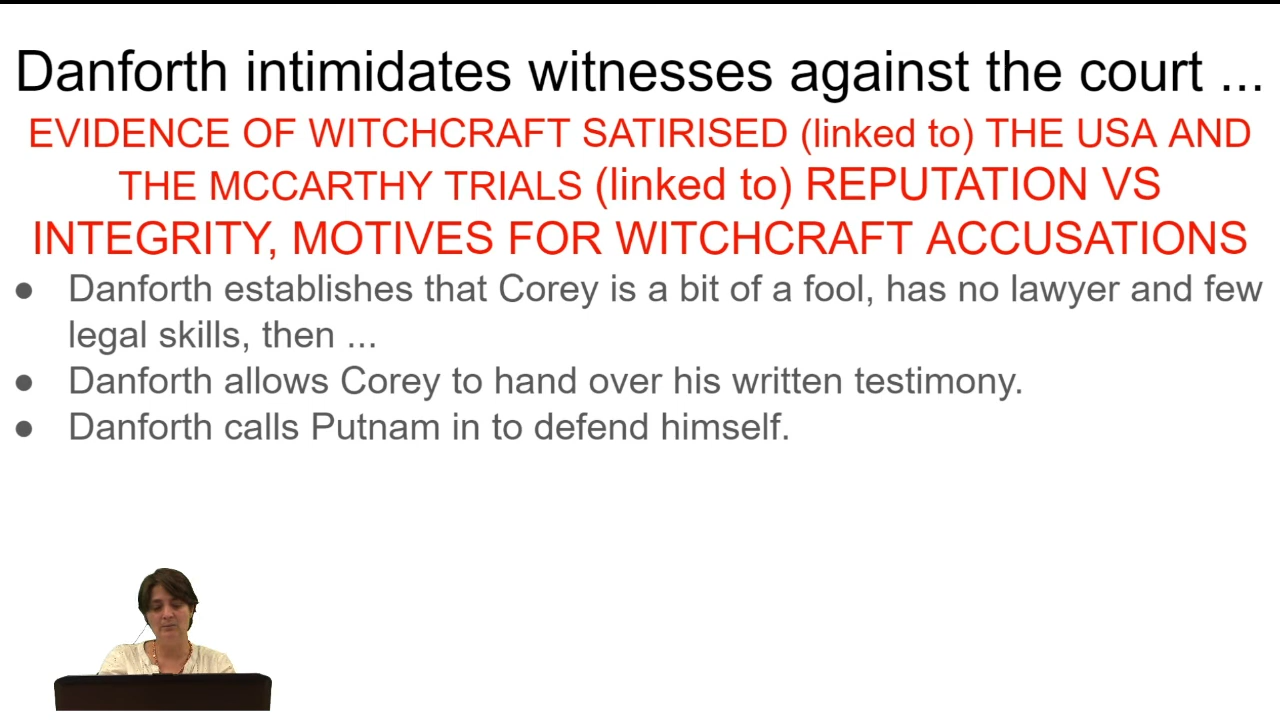 Danforth intimidates witnesses against the court ...
EVIDENCE OF WITCHCRAFT SATIRISED (linked to) THE USA AND
THE MCCARTHY TRIALS (linked to) REPUTATION VS
INTEGRITY, MOTIVES FOR WITCHCRAFT ACCUSATIONS
● Danforth establishes that Corey is a bit of a fool, has no lawyer and few
legal skills, then ...
● Danforth allows Corey to hand over his written testimony.
● Danforth calls Putnam in to defend himself.